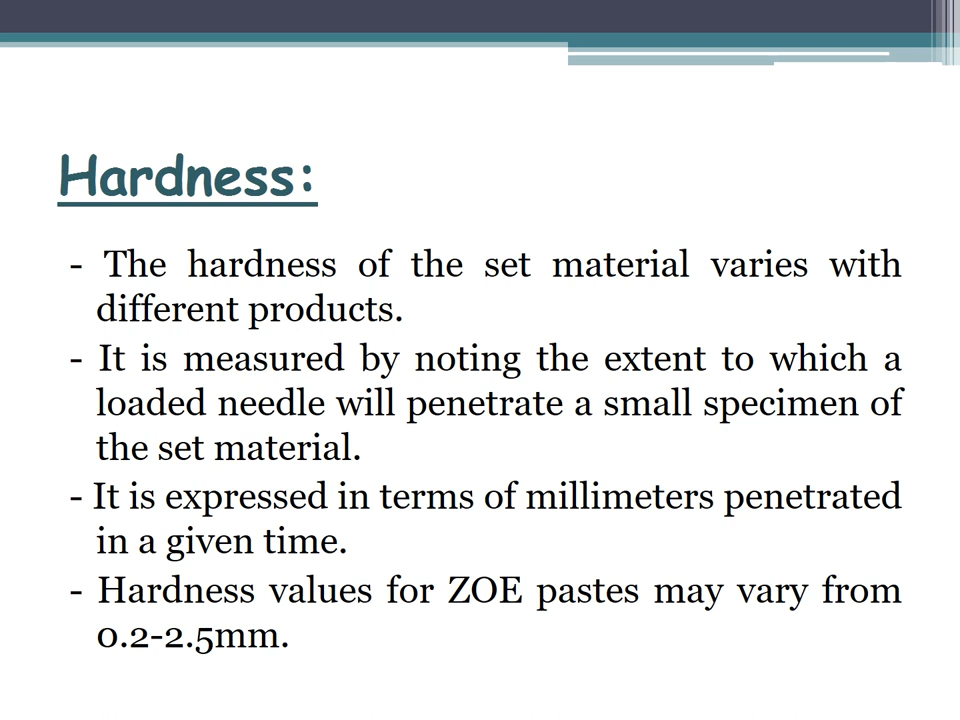 Hardness:
- The hardness of the set material varies with
different products.
- It is measured by noting the extent to which a
loaded needle will penetrate a small specimen of
the set material.
- It is expressed in terms of millimeters penetrated
in a given time.
- Hardness values for ZOE pastes may vary from
0.2-2.5mm.